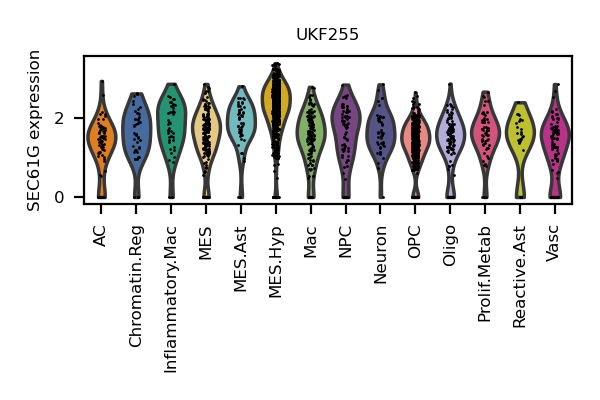 UKF255
SEC61G expression
2
0
AC
Chromatin.Reg
Inflammatory.Mac
MES
MES.Ast
MES.Hyp
Mac
NPC
Neuron
OPC
Oligo
Prolif.Metab
Reactive.Ast
Vasc